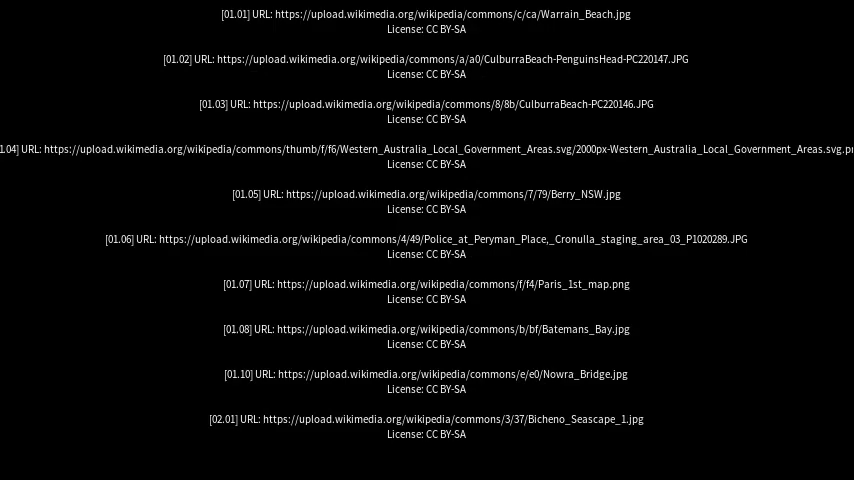 [01.01] URL: https://upload.wikimedia.org/wikipedia/commons/c/ca/Warrain_Beach.jpg
License: CC BY-SA
[01.02] URL: https://upload.wikimedia.org/wikipedia/commons/a/a0/CulburraBeach-PenguinsHead-PC220147.JPG
License: CC BY-SA
[01.03] URL: https://upload.wikimedia.org/wikipedia/commons/8/8b/CulburraBeach-PC220146.JPG
License: CC BY-SA
1.04] URL: https://upload.wikimedia.org/wikipedia/commons/thumb/f/f6/Western_Australia_Local_Government_Areas.svg/2000px-Western_Australia_Local_Government_Areas.svg.p
License: CC BY-SA
[01.05] URL: https://upload.wikimedia.org/wikipedia/commons/7/79/Berry_NSW.jpg
License: CC BY-SA
[01.06] URL: https://upload.wikimedia.org/wikipedia/commons/4/49/Police_at_Peryman_Place,_Cronulla_staging_area_03_P1020289.JPG
License: CC BY-SA
[01.07] URL: https://upload.wikimedia.org/wikipedia/commons/f/f4/Paris_1st_map.png
License: CC BY-SA
[01.08] URL: https://upload.wikimedia.org/wikipedia/commons/b/bf/Batemans_Bay.jpg
License: CC BY-SA
[01.10] URL: https://upload.wikimedia.org/wikipedia/commons/e/e0/Nowra_Bridge.jpg
License: CC BY-SA
[02.01] URL: https://upload.wikimedia.org/wikipedia/commons/3/37/Bicheno_Seascape_1.jpg
License: CC BY-SA